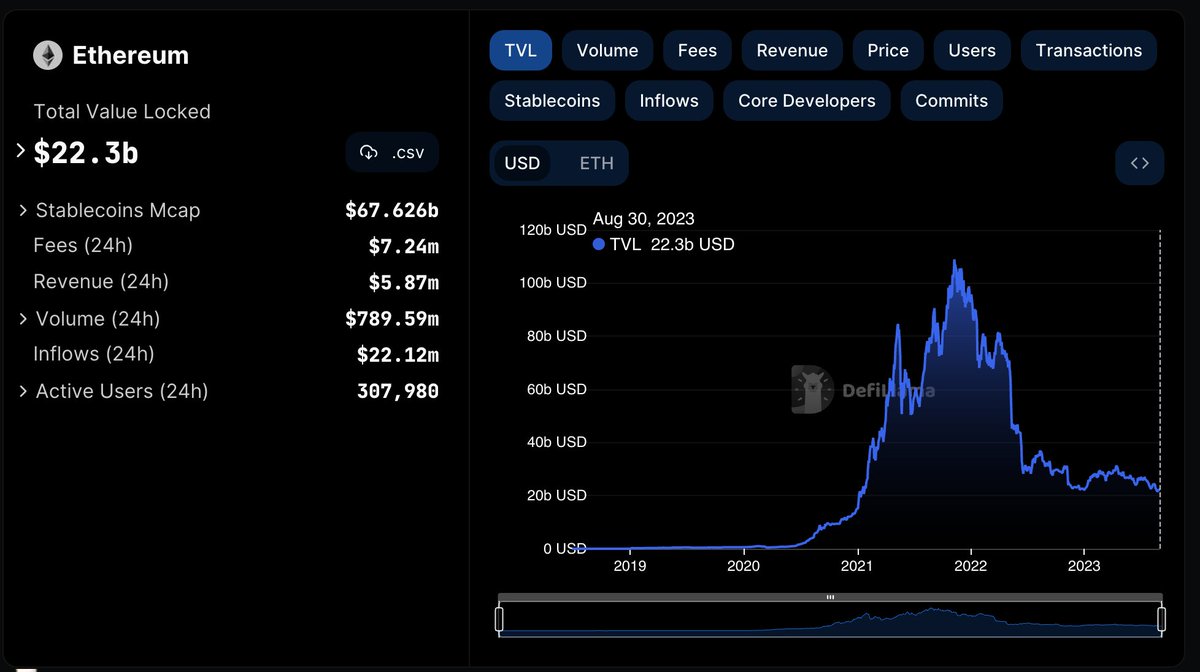 Ethereum
Total Value Locked
$22.3b
.csv
Stablecoins Mcap $67.626b
Fees (24h) $7.24m
Revenue (24h) $5.87m
Volume (24h) $789.59m
Inflows (24h) $22.12m
Active Users (24h) 307,980
TVL Volume Fees Revenue Price Users Transactions
Stablecoins Inflows Core Developers Commits
USD ETH
Aug 30, 2023
TVL 22.3b USD
120b USD
100b USD
80b USD
60b USD
40b USD
20b USD
0 USD
DefiLlama
2019 2020 2021 2022 2023